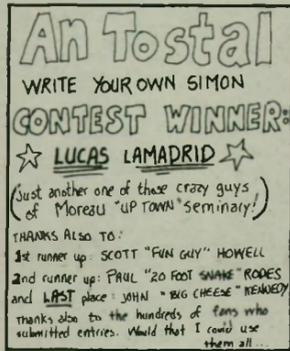 An Tostal
WRITE YOUR OWN SIMON
CONTEST WINNER:
LUCAS LAMADRID
(just another one of those crazy guys
of Moreau "UP TOWN" Seminary!)
THANKS ALSO TO:
1st runner up: SCOTT "FUN GUY" HOWELL
2nd runner up: PAUL "20 FOOT SNAKE" RODES
and LAST place: JOHN "BIG CHEESE" KENNEDY
Thanks also to the hundreds of fans who
submitted entries. Would that I could use
them all...